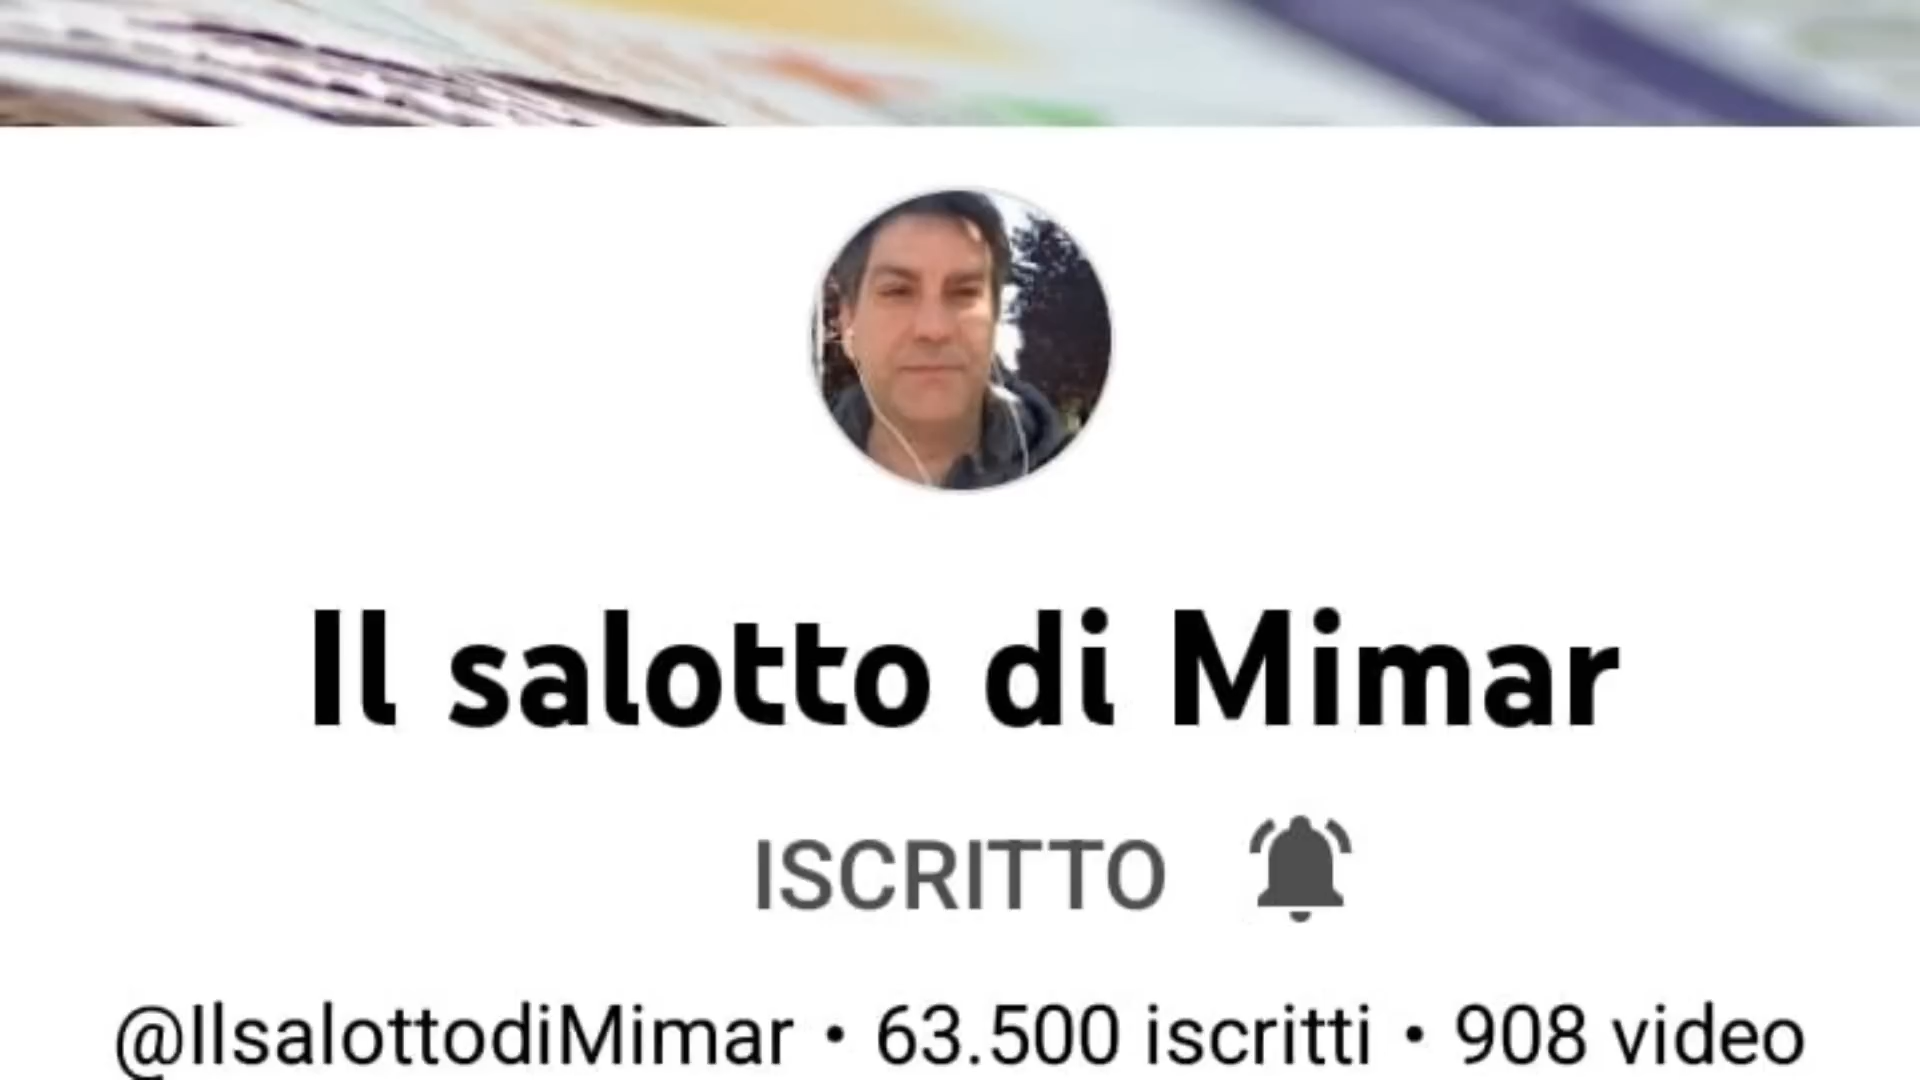 Il salotto di Mimar
ISCRITTO
@IlsalottodiMimar • 63.500 iscritti • 908 video